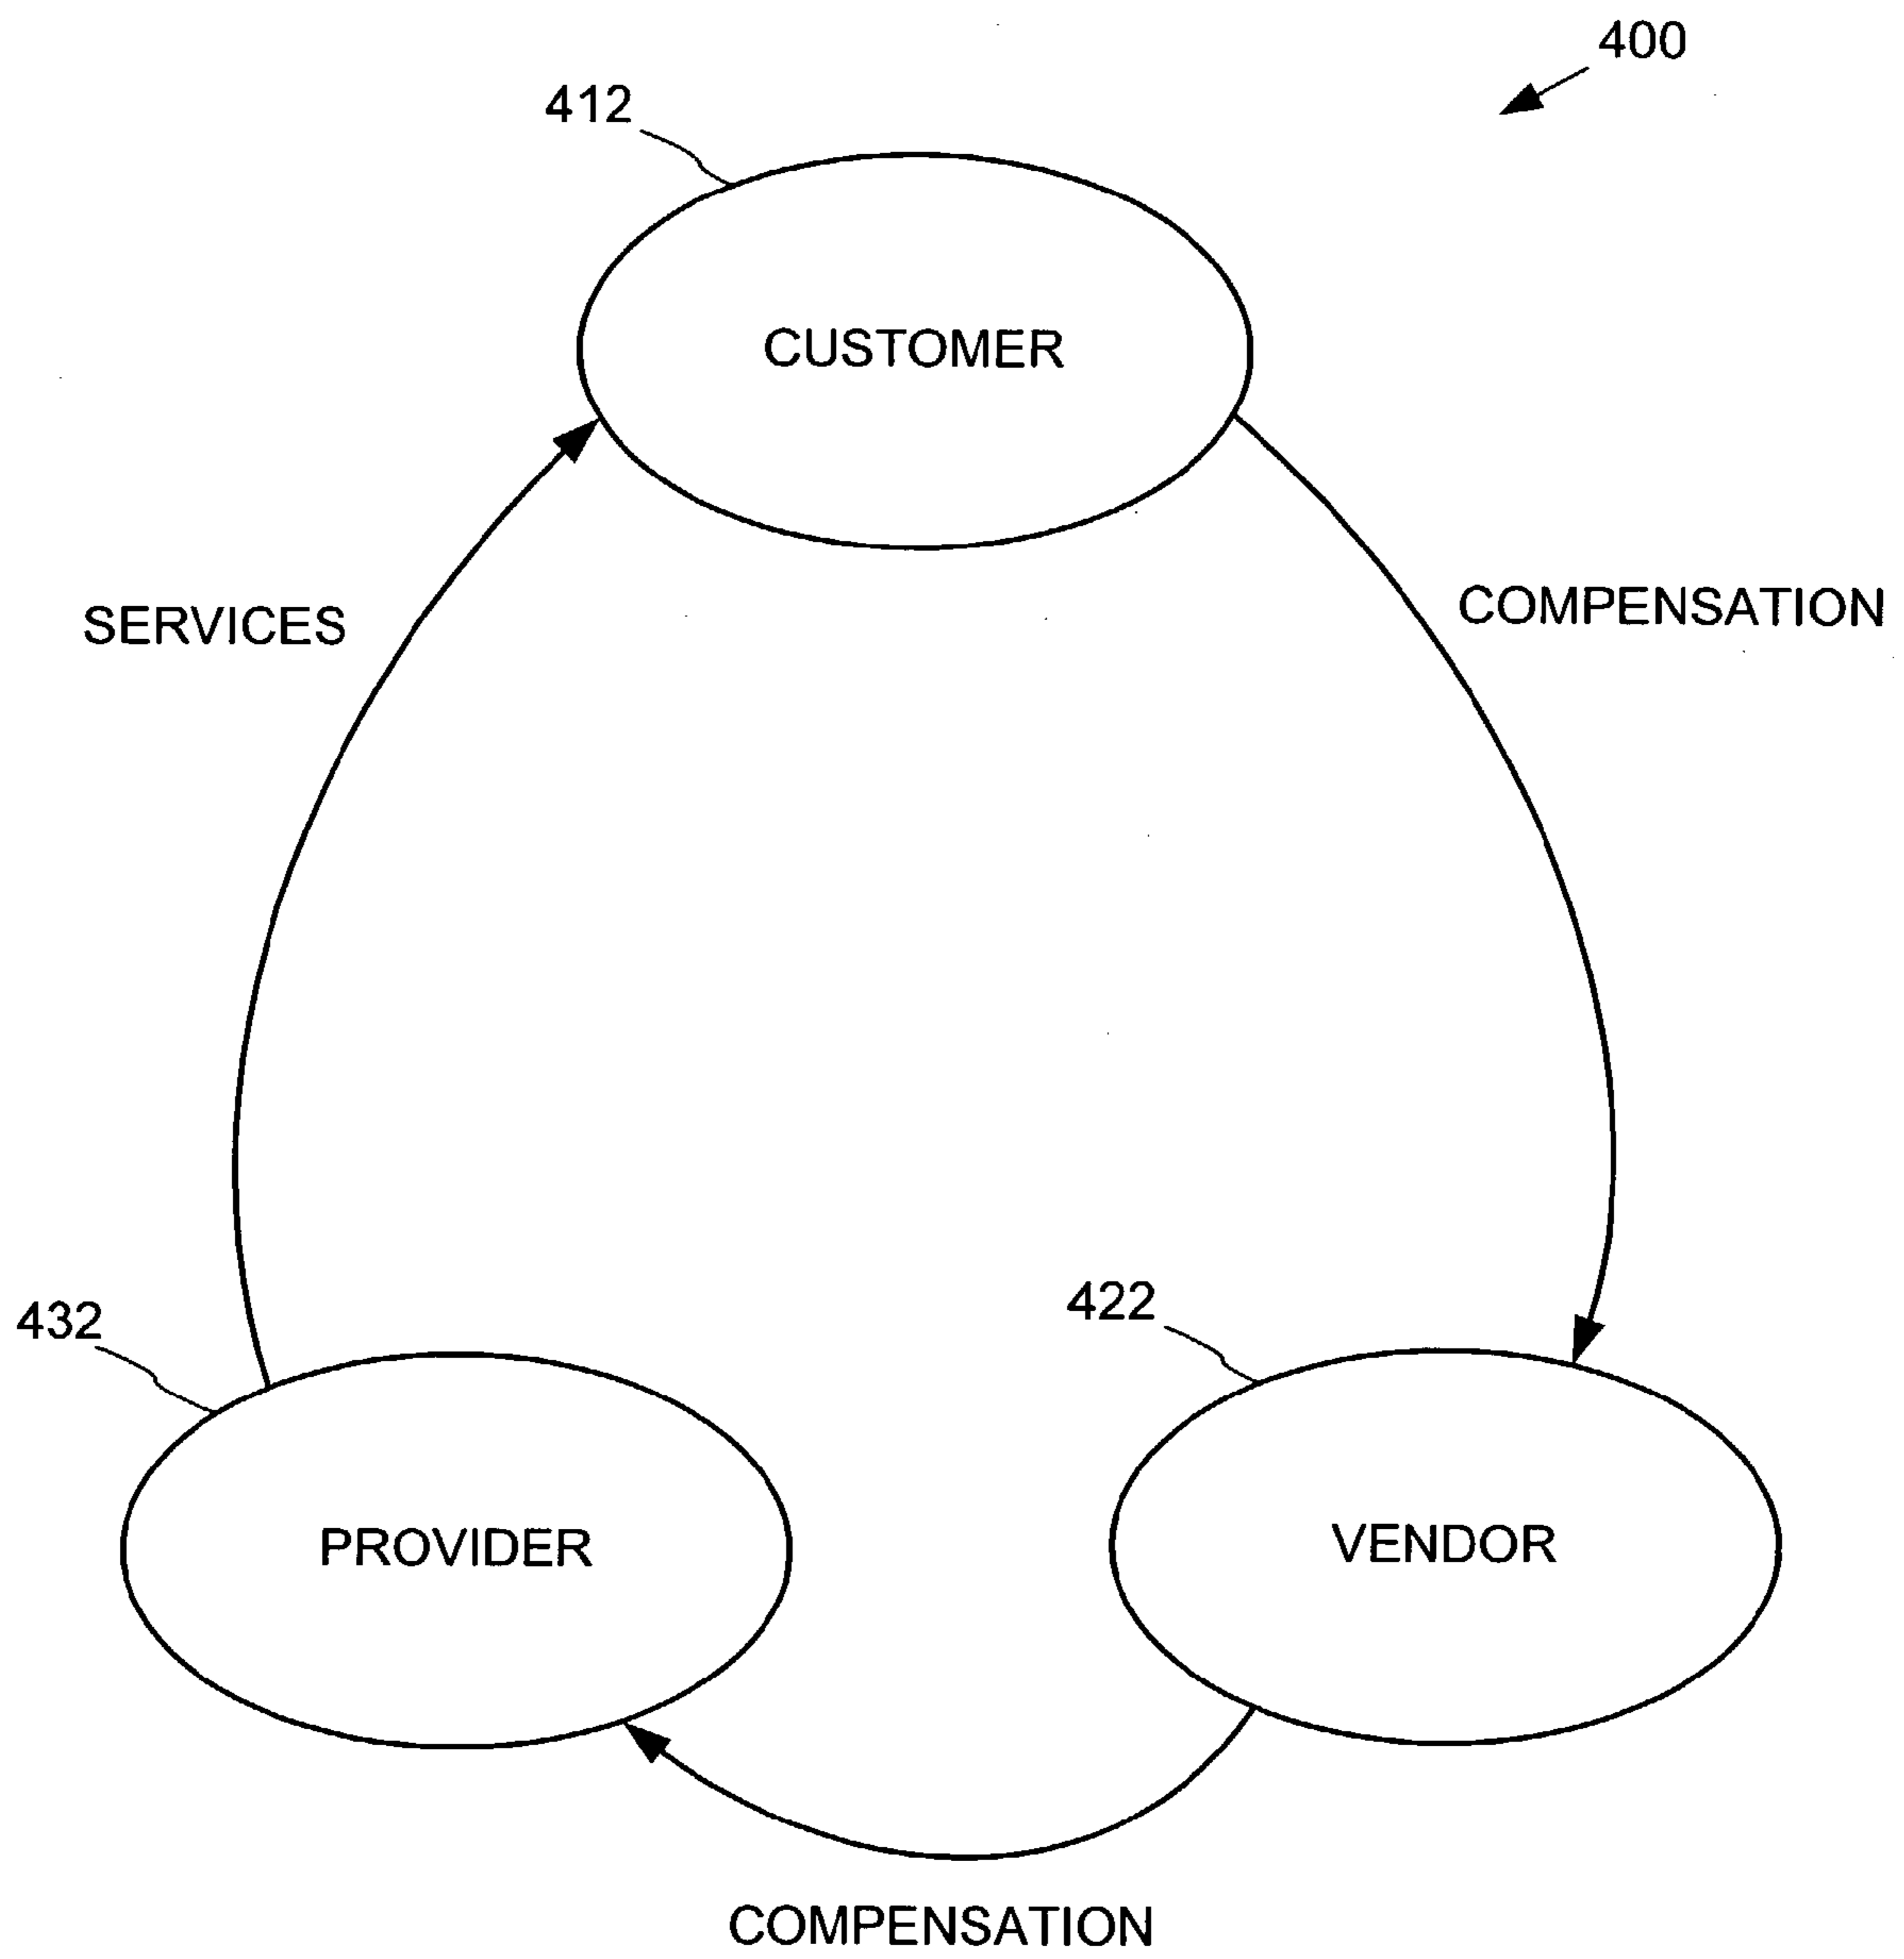 400
412
CUSTOMER
SERVICES
COMPENSATION
432
422
PROVIDER
VENDOR
COMPENSATION